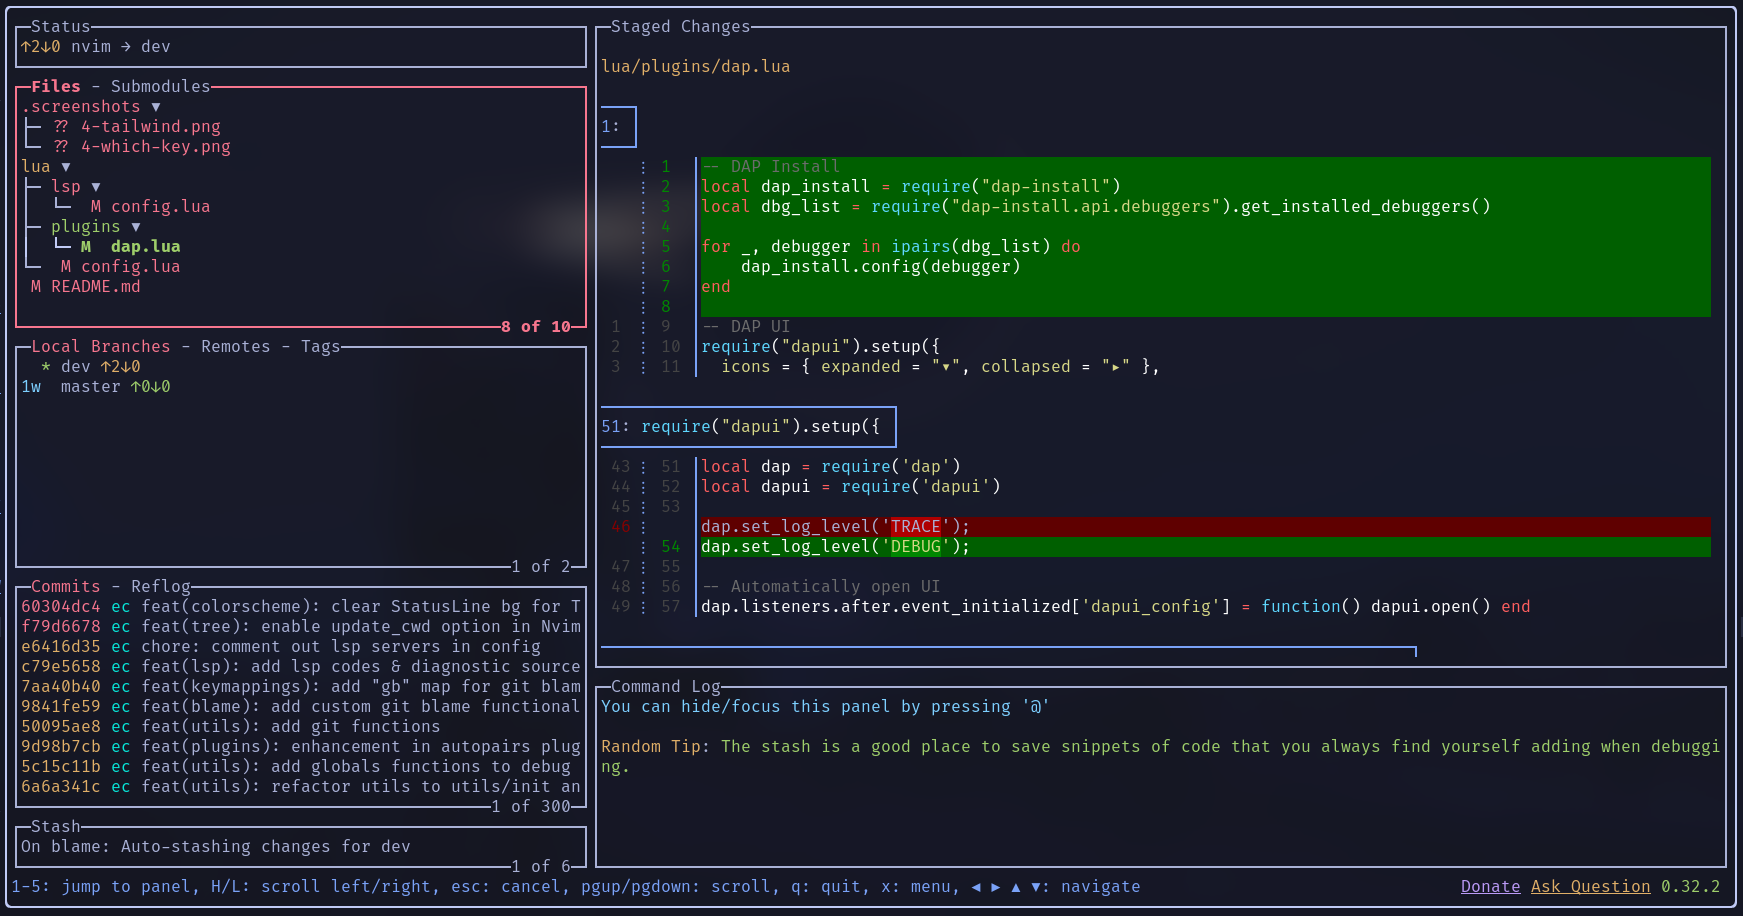 Status
↑2↓0 nvim → dev
Files - Submodules
.screenshots ▼
?? 4-tailwind.png
?? 4-which-key.png
lua ▼
lsp ▼
M config.lua
plugins ▼
M dap.lua
M config.lua
M README.md
8 of 10
Local Branches - Remotes - Tags
* dev ↑2↓0
1w master ↑0↓0
1 of 2
Commits - Reflog
60304dc4 ec feat(colorscheme): clear StatusLine bg for T
f79d6678 ec feat(tree): enable update_cwd option in Nvim
e6416d35 ec chore: comment out lsp servers in config
c79e5658 ec feat(lsp): add lsp codes & diagnostic source
7aa40b40 ec feat(keymappings): add "gb" map for git blam
9841fe59 ec feat(blame): add custom git blame functional
50095ae8 ec feat(utils): add git functions
9d98b7cb ec feat(plugins): enhancement in autopairs plug
5c15c11b ec feat(utils): add globals functions to debug
6a6a341c ec feat(utils): refactor utils to utils/init an
1 of 300
Stash
On blame: Auto-stashing changes for dev
1 of 6
Staged Changes
lua/plugins/dap.lua
1:
⋮ 1 -- DAP Install
⋮ 2 local dap_install = require("dap-install")
⋮ 3 local dbg_list = require("dap-install.api.debuggers").get_installed_debuggers()
⋮ 4
⋮ 5 for _, debugger in ipairs(dbg_list) do
⋮ 6 dap_install.config(debugger)
⋮ 7 end
⋮ 8
1 ⋮ 9 -- DAP UI
2 ⋮ 10 require("dapui").setup({
3 ⋮ 11 icons = { expanded = "▾", collapsed = "▸" },
51: require("dapui").setup({
43 ⋮ 51 local dap = require('dap')
44 ⋮ 52 local dapui = require('dapui')
45 ⋮ 53
46 ⋮ dap.set_log_level('TRACE');
⋮ 54 dap.set_log_level('DEBUG');
47 ⋮ 55
48 ⋮ 56 -- Automatically open UI
49 ⋮ 57 dap.listeners.after.event_initialized['dapui_config'] = function() dapui.open() end
Command Log
You can hide/focus this panel by pressing '@'
Random Tip: The stash is a good place to save snippets of code that you always find yourself adding when debuggi
ng.
1-5: jump to panel, H/L: scroll left/right, esc: cancel, pgup/pgdown: scroll, q: quit, x: menu, ◄ ► ▲ ▼: navigate
Donate Ask Question 0.32.2